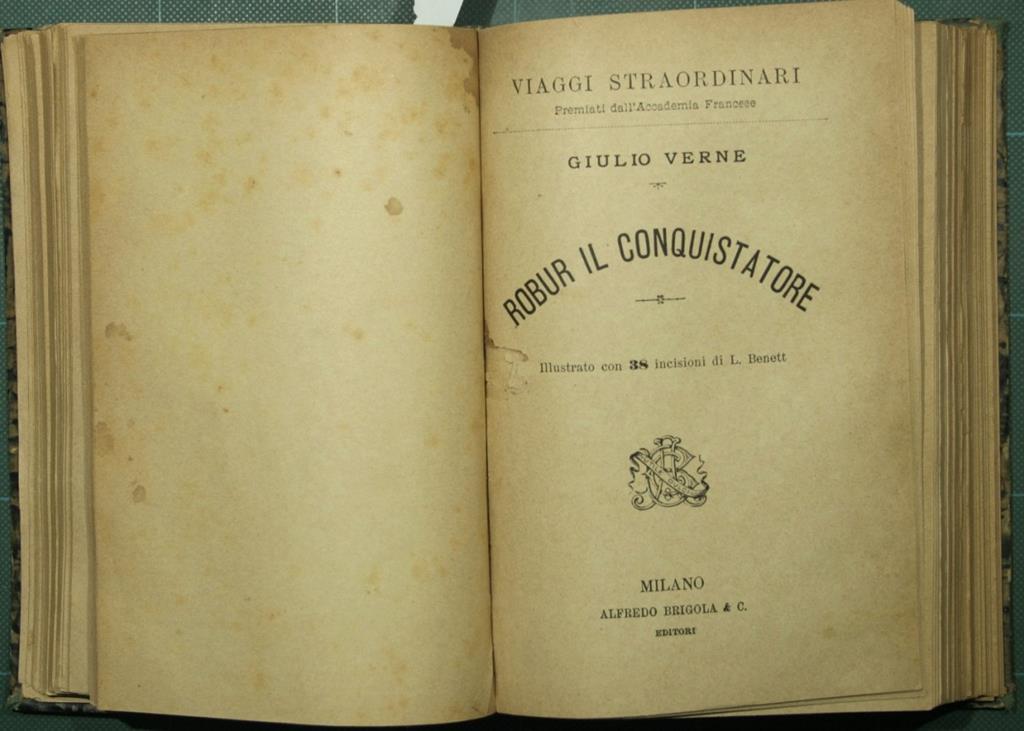 VIAGGI STRAORDINARI
Premiati dall'Accademia Francese
GIULIO VERNE
ROBUR IL CONQUISTATORE
Illustrato con 38 incisioni di L. Benett
MILANO
ALFREDO BRIGOLA & C.
EDITORI